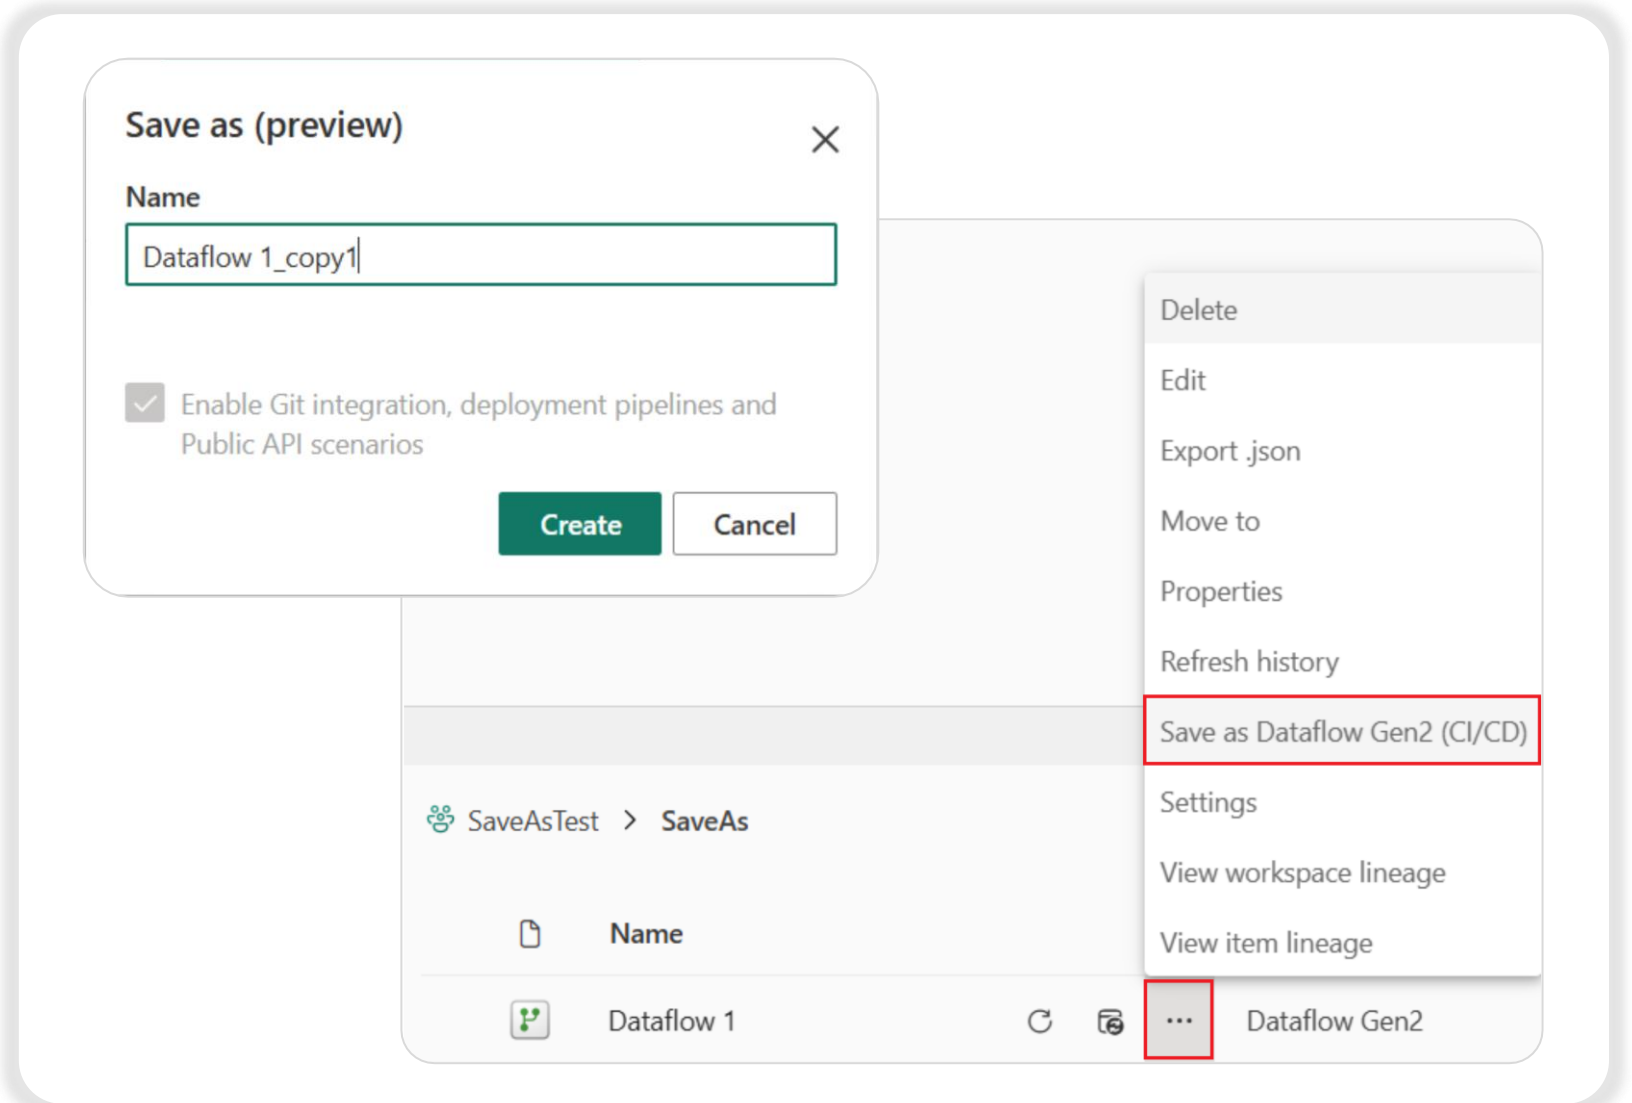 Save as (preview)
Name
Dataflow 1_copy1
Enable Git integration, deployment pipelines and
Public API scenarios
Create
Cancel
Delete
Edit
Export .json
Move to
Properties
Refresh history
Save as Dataflow Gen2 (CI/CD)
Settings
View workspace lineage
View item lineage
SaveAsTest > SaveAs
Name
Dataflow 1 ... Dataflow Gen2